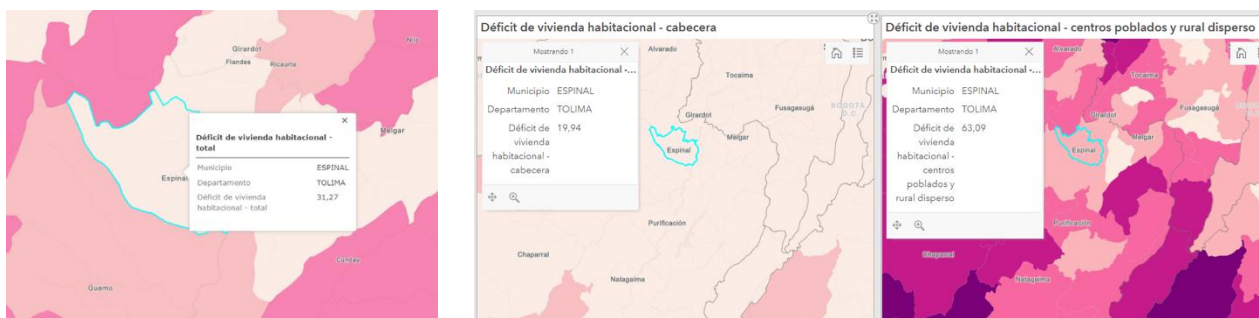 Nilo
Girardot
Flandes
Ricaurte
Melgar
Déficit de vivienda habitacional -
total
Municipio ESPINAL
Departamento TOLIMA
Déficit de vivienda 31,27
habitacional - total
Espinal
Cunday
Guamo
Déficit de vivienda habitacional - cabecera
Mostrando 1
Déficit de vivienda habitacional -...
Municipio ESPINAL
Departamento TOLIMA
Déficit de 19,94
vivienda
habitacional -
cabecera
Alvarado
Tocaima
Girardot
Fusagasugá
BOGOTÁ
D.C.
Melgar
Espinal
Purificación
Chaparral
Natagaima
Déficit de vivienda habitacional - centros poblados y rural disperso
Mostrando 1
Déficit de vivienda habitacional -...
Municipio ESPINAL
Departamento TOLIMA
Déficit de 63,09
vivienda
habitacional -
centros
poblados y
rural disperso
Alvarado
Tocaima
Girardot
Fusagasugá
Melgar
Espinal
Purificación
Chaparral
Natagaima